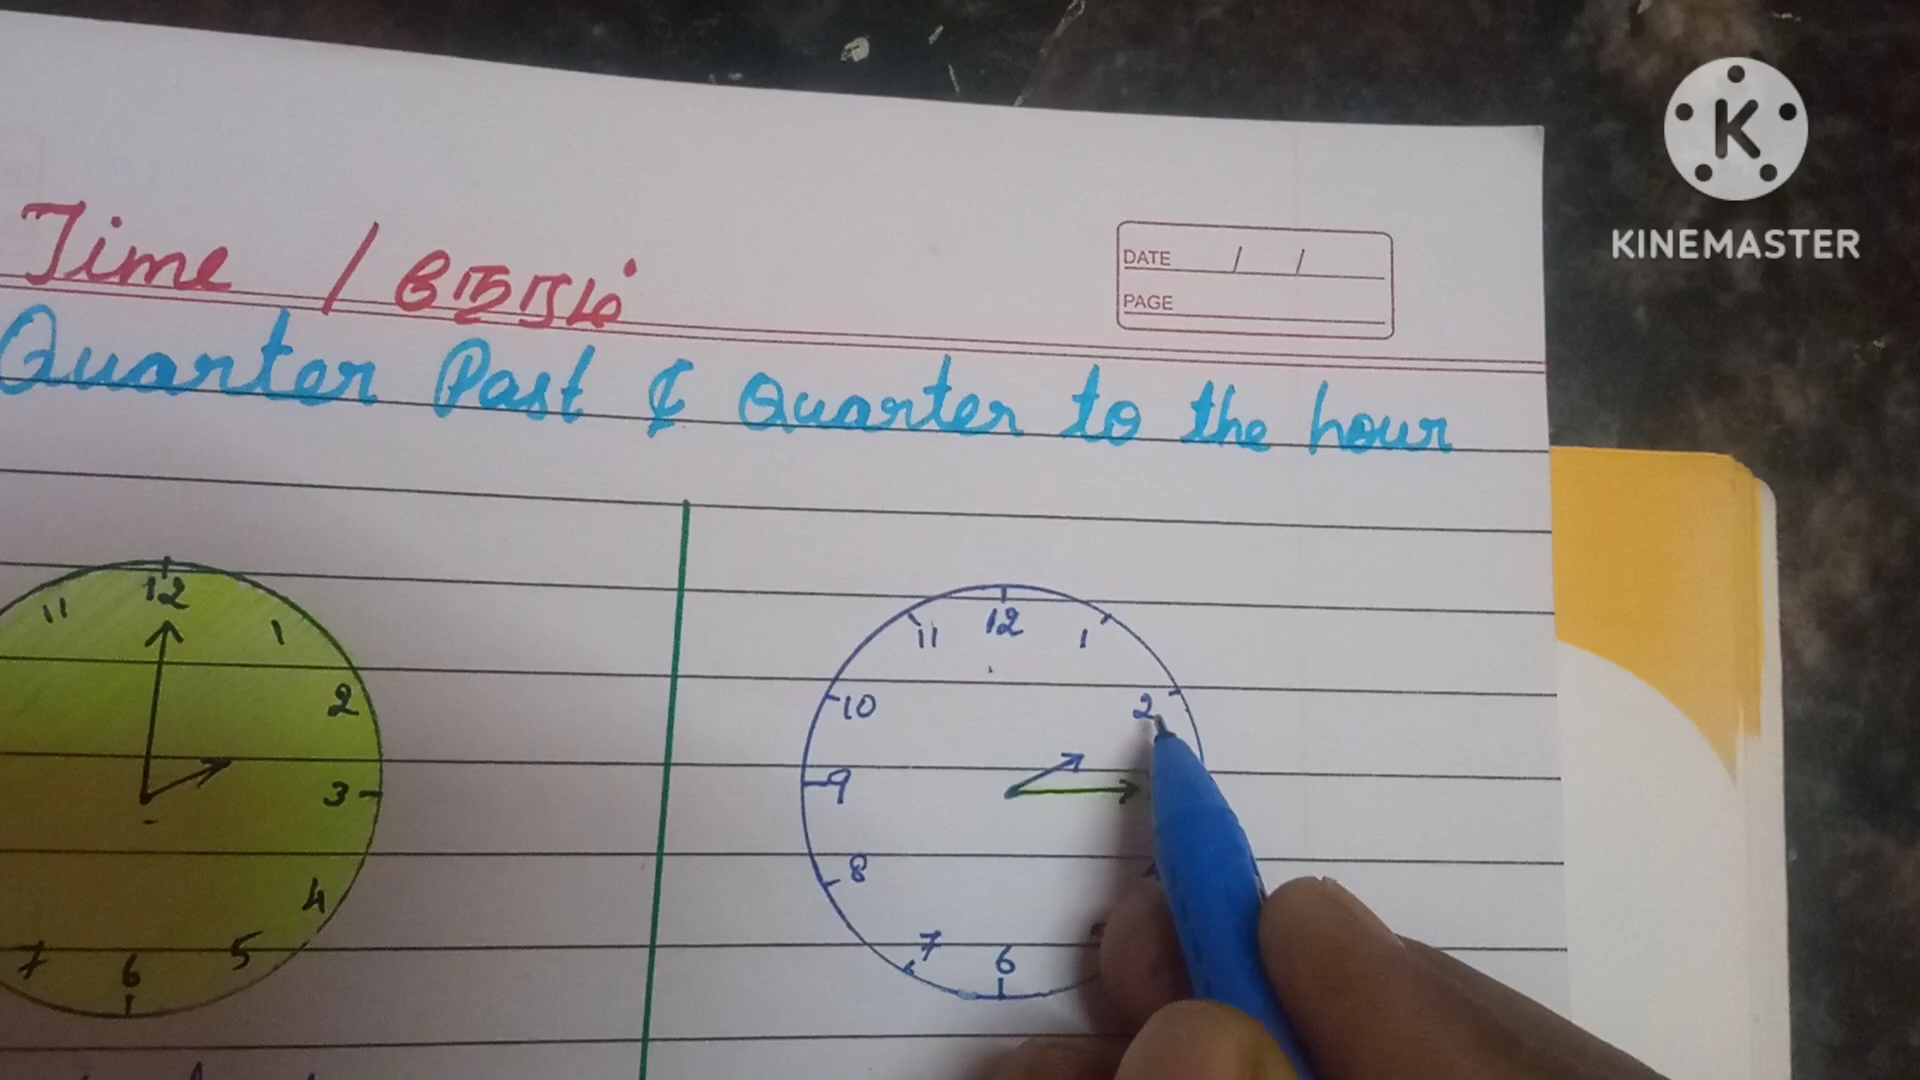 Time / நேரம்
DATE / /
PAGE
Quarter Past & Quarter to the hour
12
11 1
2
3
4
5
7 6
12
11 1
10 2
9
8
7
6
K
KINEMASTER